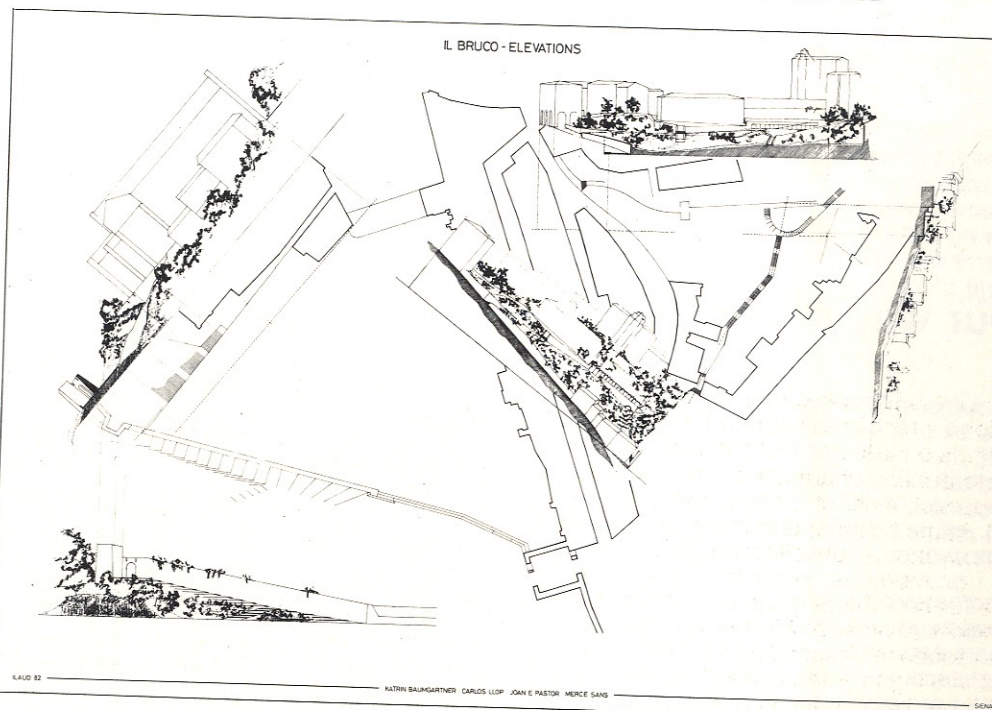 IL BRUCO - ELEVATIONS
ILAUD 82
KATRIN BAUMGARTNER CARLOS LLOP JOAN E PASTOR MERCE SANS
SIENA